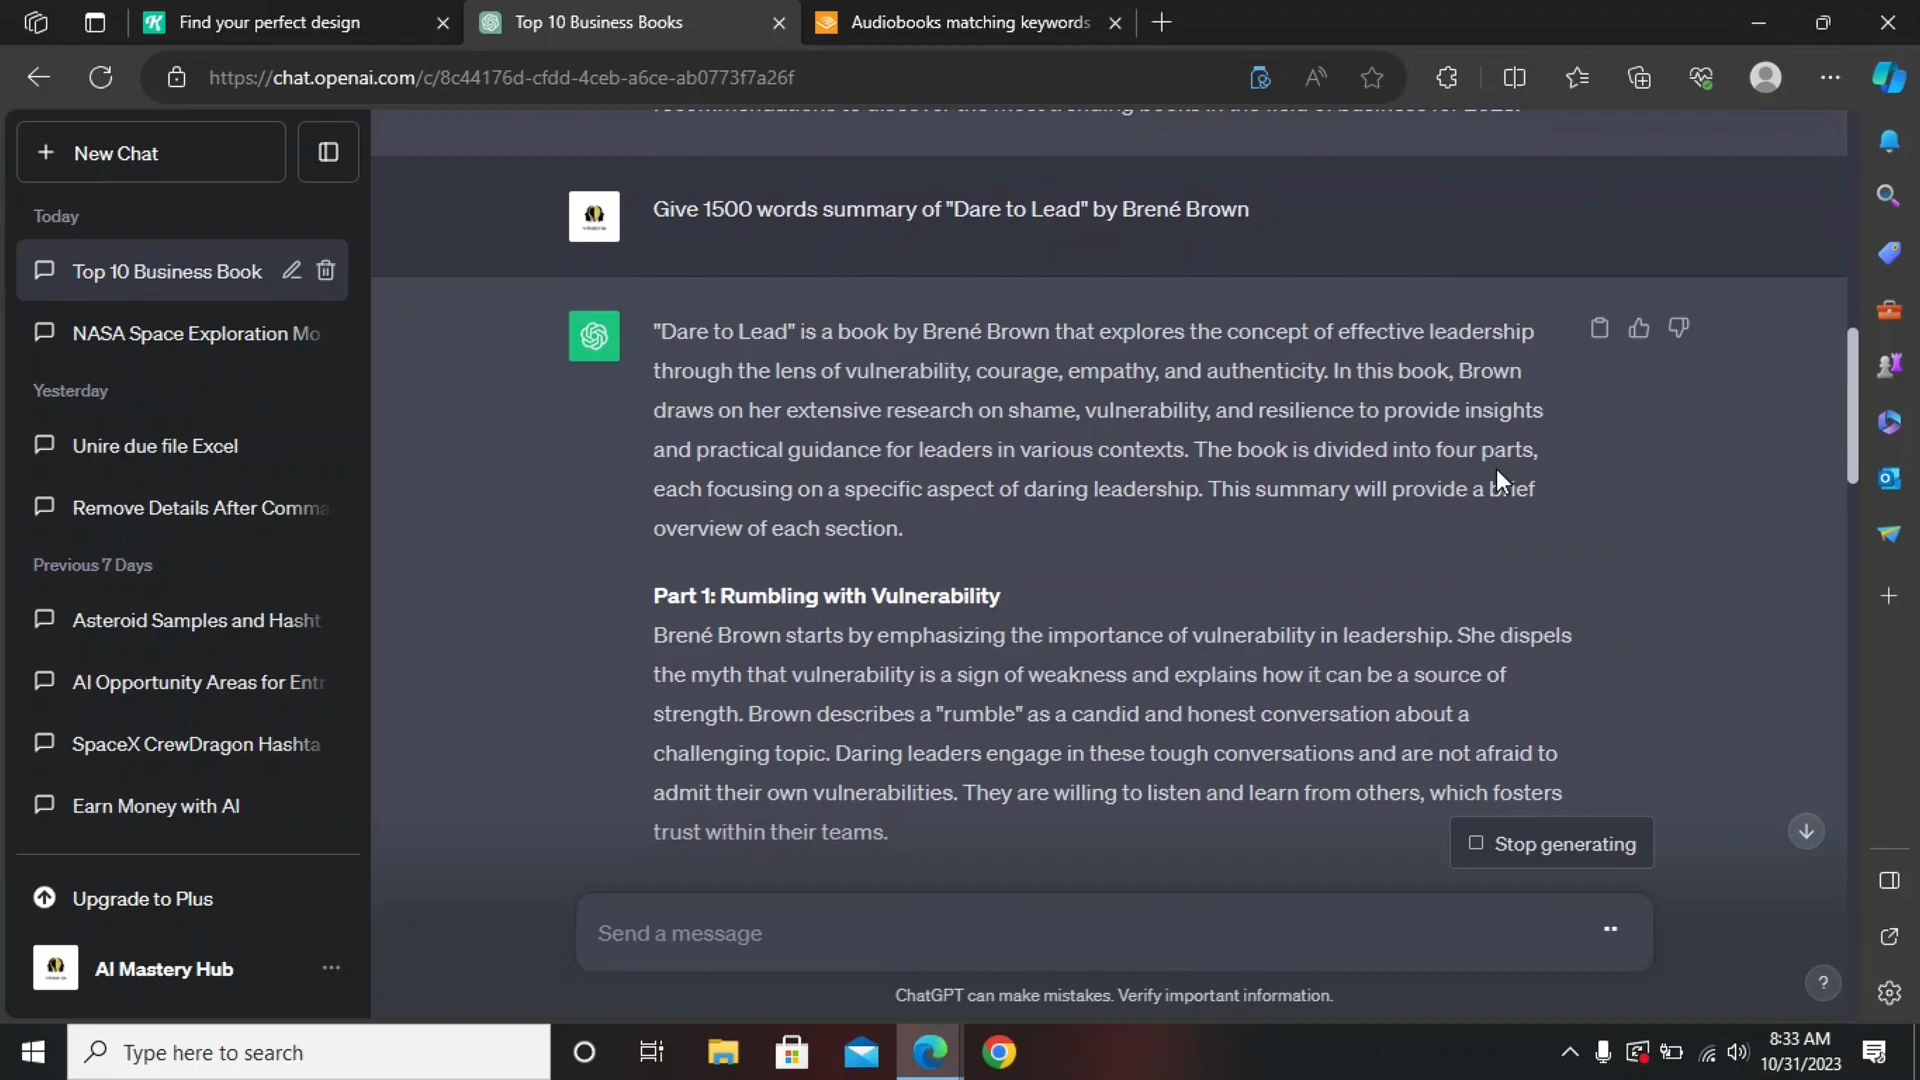 Find your perfect design
Top 10 Business Books
Audiobooks matching keywords
https://chat.openai.com/c/8c44176d-cfdd-4ceb-a6ce-ab0773f7a26f
New Chat
Today
Top 10 Business Book
NASA Space Exploration Mo
Yesterday
Unire due file Excel
Remove Details After Comma
Previous 7 Days
Asteroid Samples and Hasht
AI Opportunity Areas for Entr
SpaceX CrewDragon Hashta
Earn Money with AI
Upgrade to Plus
AI Mastery Hub
Give 1500 words summary of "Dare to Lead" by Brené Brown
"Dare to Lead" is a book by Brené Brown that explores the concept of effective leadership
through the lens of vulnerability, courage, empathy, and authenticity. In this book, Brown
draws on her extensive research on shame, vulnerability, and resilience to provide insights
and practical guidance for leaders in various contexts. The book is divided into four parts,
each focusing on a specific aspect of daring leadership. This summary will provide a brief
overview of each section.
Part 1: Rumbling with Vulnerability
Brené Brown starts by emphasizing the importance of vulnerability in leadership. She dispels
the myth that vulnerability is a sign of weakness and explains how it can be a source of
strength. Brown describes a "rumble" as a candid and honest conversation about a
challenging topic. Daring leaders engage in these tough conversations and are not afraid to
admit their own vulnerabilities. They are willing to listen and learn from others, which fosters
trust within their teams.
Stop generating
Send a message
ChatGPT can make mistakes. Verify important information.
?
Type here to search
8:33 AM
10/31/2023